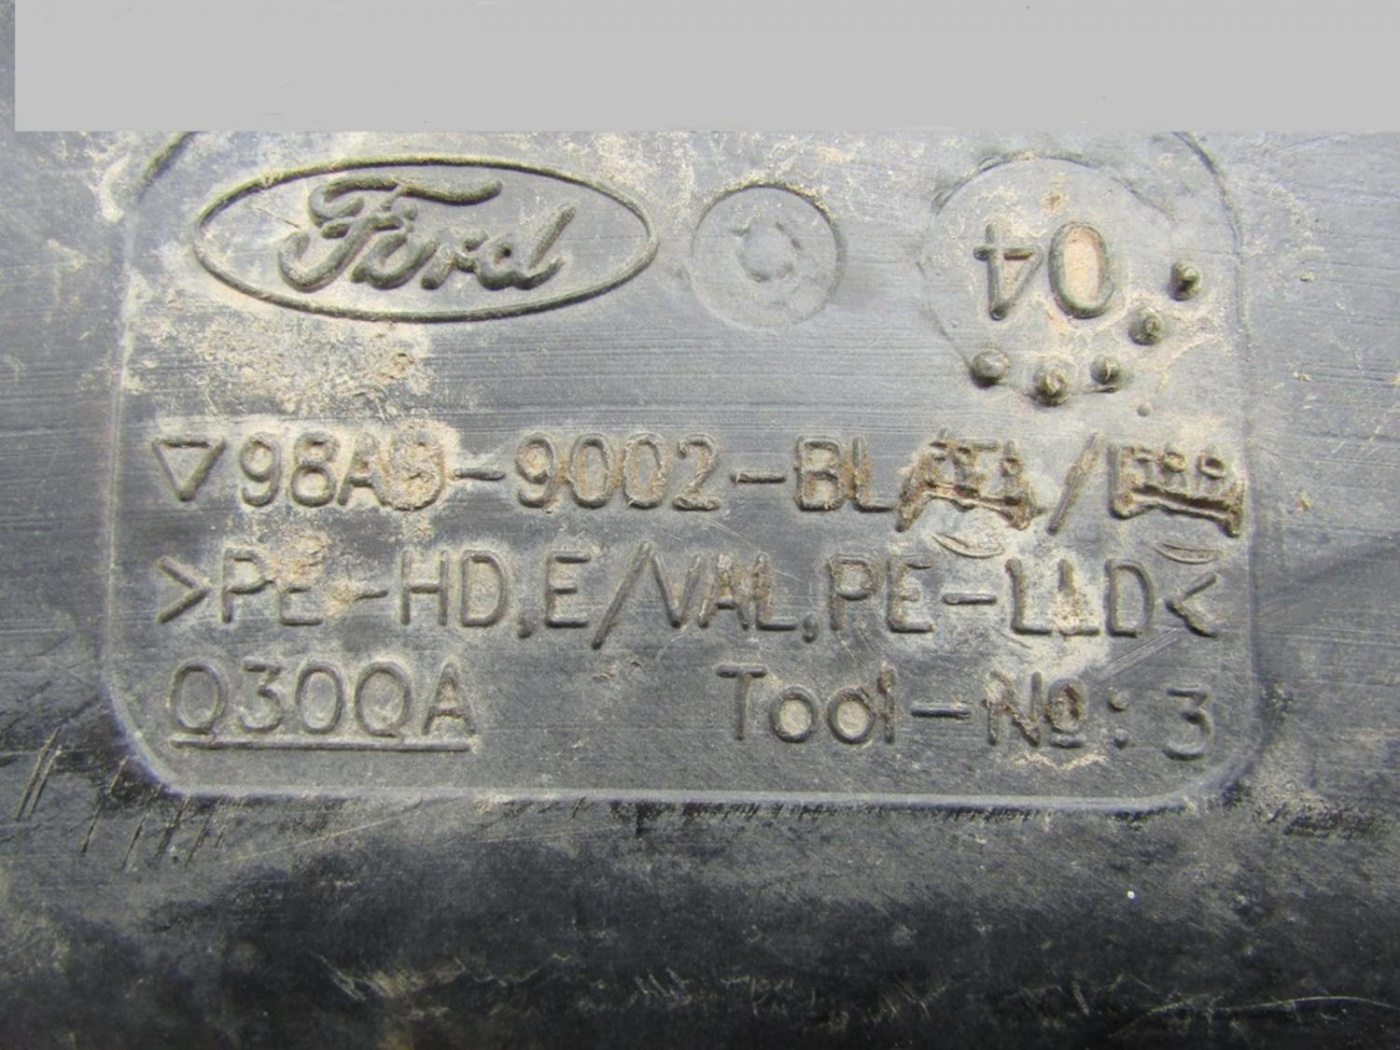 Ford
04
98AB-9002-BL
>PE-HD,E/VAL,PE-LLD<
Q30QA Tool-No: 3